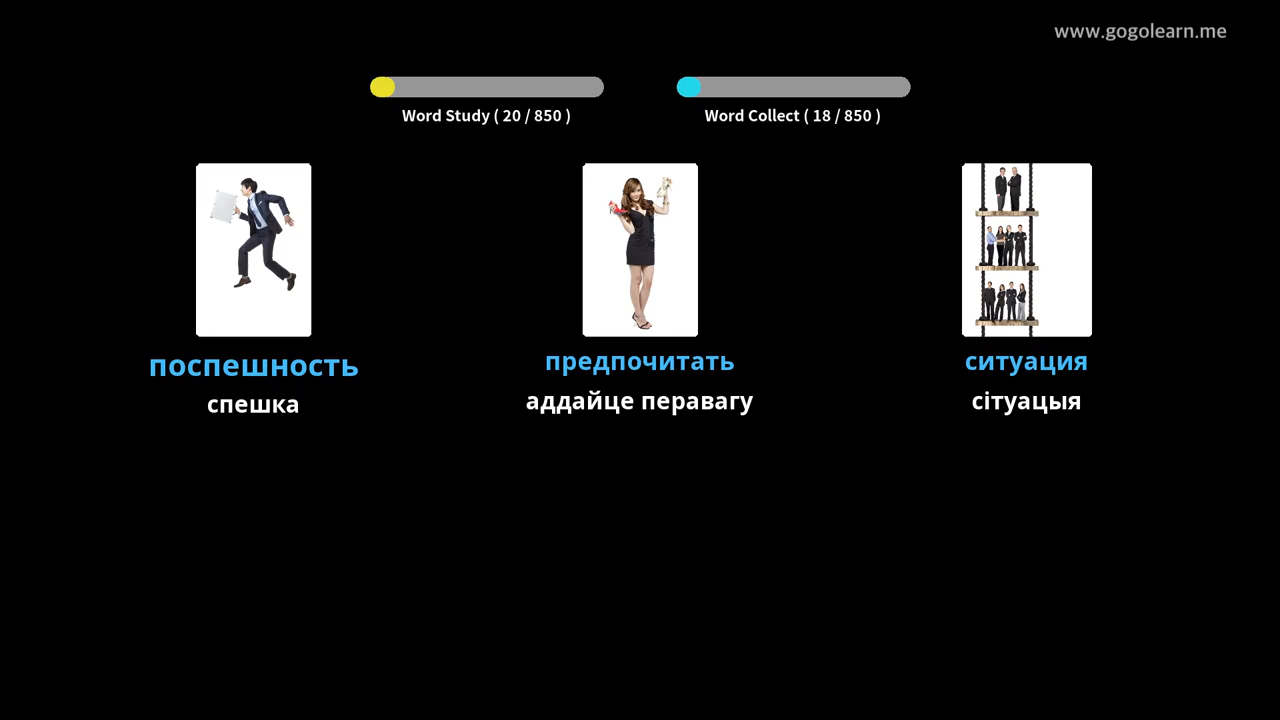 www.gogolearn.me
Word Study ( 20 / 850 )
Word Collect ( 18 / 850 )
поспешность
спешка
предпочитать
аддайце перавагу
ситуация
сітуацыя